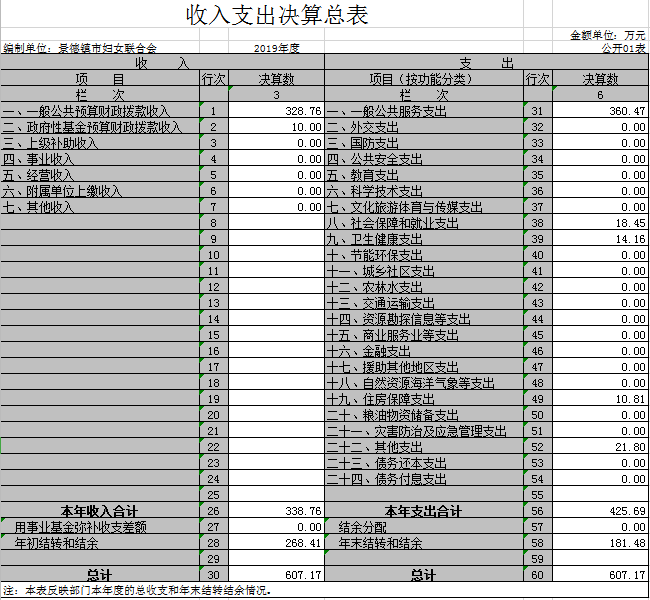 收入支出决算总表
金额单位：万元
编制单位：景德镇市妇女联合会 2019年度 公开01表
收 入 支 出
项 目 行次 决算数 项目（按功能分类） 行次 决算数
栏 次 3 栏 次 6
一、一般公共预算财政拨款收入 1 328.76 一、一般公共服务支出 31 360.47
二、政府性基金预算财政拨款收入 2 10.00 二、外交支出 32 0.00
三、上级补助收入 3 0.00 三、国防支出 33 0.00
四、事业收入 4 0.00 四、公共安全支出 34 0.00
五、经营收入 5 0.00 五、教育支出 35 0.00
六、附属单位上缴收入 6 0.00 六、科学技术支出 36 0.00
七、其他收入 7 0.00 七、文化旅游体育与传媒支出 37 0.00
8 八、社会保障和就业支出 38 18.45
9 九、卫生健康支出 39 14.16
10 十、节能环保支出 40 0.00
11 十一、城乡社区支出 41 0.00
12 十二、农林水支出 42 0.00
13 十三、交通运输支出 43 0.00
14 十四、资源勘探信息等支出 44 0.00
15 十五、商业服务业等支出 45 0.00
16 十六、金融支出 46 0.00
17 十七、援助其他地区支出 47 0.00
18 十八、自然资源海洋气象等支出 48 0.00
19 十九、住房保障支出 49 10.81
20 二十、粮油物资储备支出 50 0.00
21 二十一、灾害防治及应急管理支出 51 0.00
22 二十二、其他支出 52 21.80
23 二十三、债务还本支出 53 0.00
24 二十四、债务付息支出 54 0.00
25 55
本年收入合计 26 338.76 本年支出合计 56 425.69
用事业基金弥补收支差额 27 0.00 结余分配 57 0.00
年初结转和结余 28 268.41 年末结转和结余 58 181.48
29 59
总计 30 607.17 总计 60 607.17
注：本表反映部门本年度的总收支和年末结转结余情况。